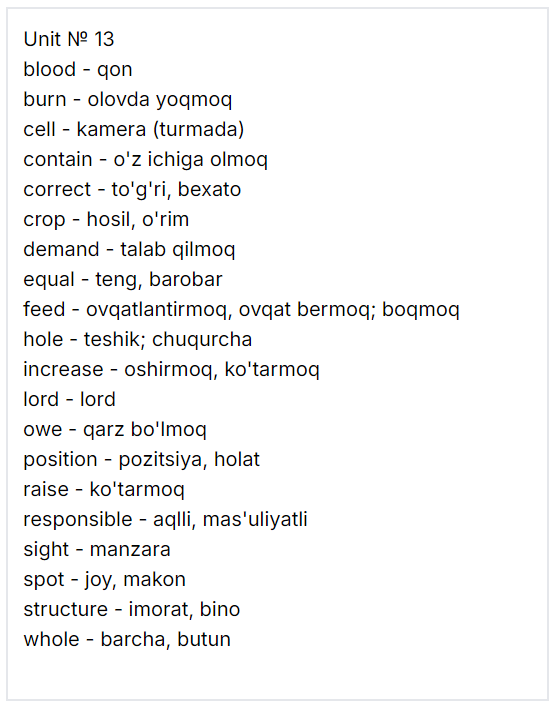 Unit № 13
blood - qon
burn - olovda yoqmoq
cell - kamera (turmada)
contain - o'z ichiga olmoq
correct - to'g'ri, bexato
crop - hosil, o'rim
demand - talab qilmoq
equal - teng, barobar
feed - ovqatlantirmoq, ovqat bermoq; boqmoq
hole - teshik; chuqurcha
increase - oshirmoq, ko'tarmoq
lord - lord
owe - qarz bo'lmoq
position - pozitsiya, holat
raise - ko'tarmoq
responsible - aqlli, mas'uliyatli
sight - manzara
spot - joy, makon
structure - imorat, bino
whole - barcha, butun